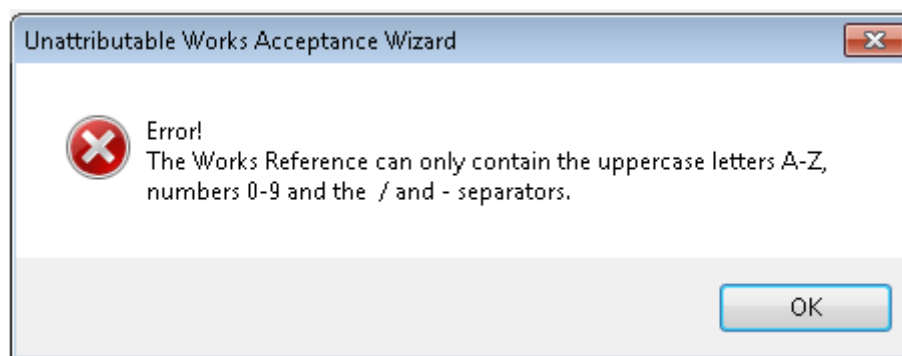 Unattributable Works Acceptance Wizard
Error!
The Works Reference can only contain the uppercase letters A-Z,
numbers 0-9 and the / and - separators.
OK